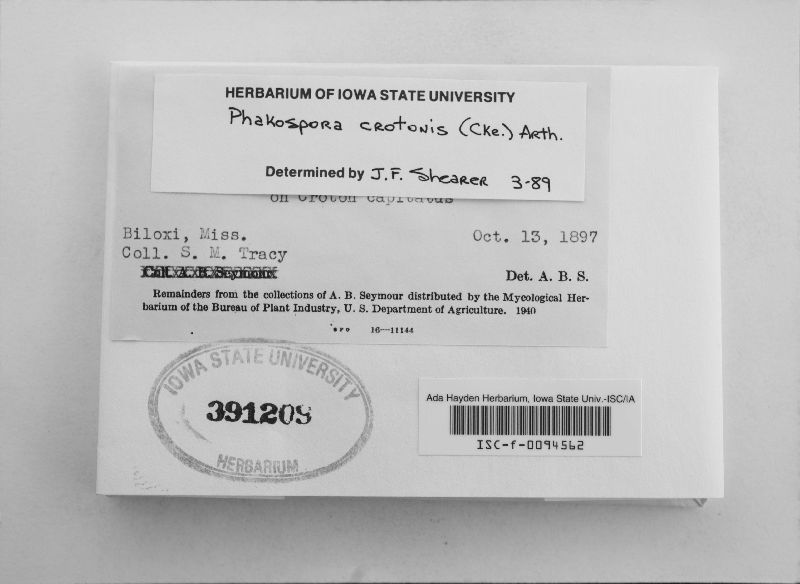 HERBARIUM OF IOWA STATE UNIVERSITY
Phakospora crotonis (Cke.) Arth.
Determined by J.F. Shearer 3-89
on Croton capitatus
Biloxi, Miss. Oct. 13, 1897
Coll. S. M. Tracy
Det. A. B. S.
Remainders from the collections of A. B. Seymour distributed by the Mycological Her-
barium of the Bureau of Plant Industry, U. S. Department of Agriculture. 1940
GPO 16—11144
IOWA STATE UNIVERSITY
391209
HERBARIUM
Ada Hayden Herbarium, Iowa State Univ.-ISC/IA
ISC-f-0094562